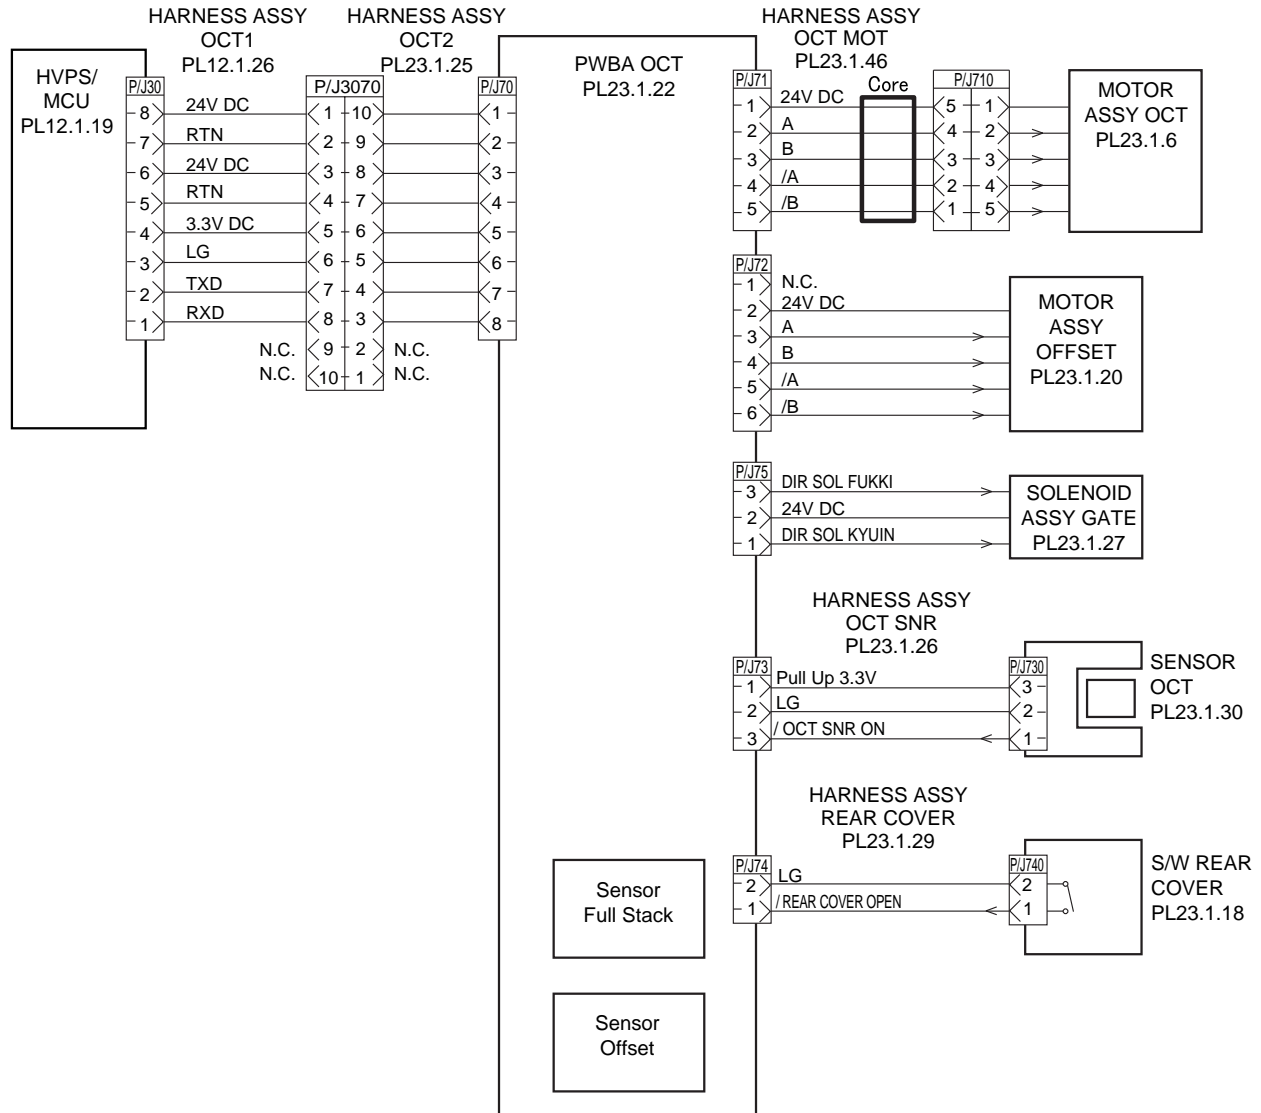 HARNESS ASSY
OCT1
PL12.1.26
HARNESS ASSY
OCT2
PL23.1.25
HARNESS ASSY
OCT MOT
PL23.1.46
HVPS/
MCU
PL12.1.19
P/J30
8
7
6
5
4
3
2
1
24V DC
RTN
24V DC
RTN
3.3V DC
LG
TXD
RXD
N.C.
N.C.
P/J3070
1 10
2 9
3 8
4 7
5 6
6 5
7 4
8 3
9 2
10 1
N.C.
N.C.
P/J70
1
2
3
4
5
6
7
8
PWBA OCT
PL23.1.22
P/J71
1
2
3
4
5
24V DC
A
B
/A
/B
Core
P/J710
5 1
4 2
3 3
2 4
1 5
MOTOR
ASSY OCT
PL23.1.6
P/J72
1
2
3
4
5
6
N.C.
24V DC
A
B
/A
/B
MOTOR
ASSY
OFFSET
PL23.1.20
P/J75
3
2
1
DIR SOL FUKKI
24V DC
DIR SOL KYUIN
SOLENOID
ASSY GATE
PL23.1.27
HARNESS ASSY
OCT SNR
PL23.1.26
P/J73
1
2
3
Pull Up 3.3V
LG
/ OCT SNR ON
P/J730
3
2
1
SENSOR
OCT
PL23.1.30
HARNESS ASSY
REAR COVER
PL23.1.29
P/J74
2
1
LG
/ REAR COVER OPEN
P/J740
2
1
S/W REAR
COVER
PL23.1.18
Sensor
Full Stack
Sensor
Offset